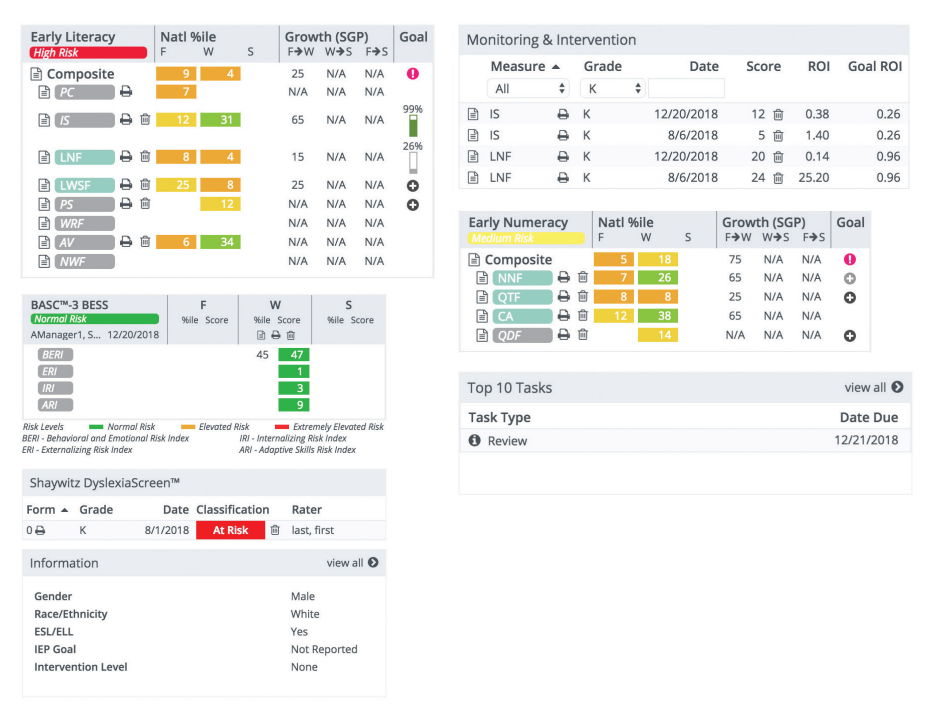 Early Literacy Natl %ile Growth (SGP) Goal
High Risk F W S F➔W W➔S F➔S
Composite 9 4 25 N/A N/A
PC 7 N/A N/A N/A
99%
IS 12 31 65 N/A N/A
26%
LNF 8 4 15 N/A N/A
LWSF 25 8 25 N/A N/A
PS 12 N/A N/A N/A
WRF N/A N/A N/A
AV 6 34 N/A N/A N/A
NWF N/A N/A N/A
BASC™-3 BESS F W S
Normal Risk %ile Score %ile Score %ile Score
AManager1, S... 12/20/2018
BERI 45 47
ERI 1
IRI 3
ARI 9
Risk Levels Normal Risk Elevated Risk Extremely Elevated Risk
BERI - Behavioral and Emotional Risk Index IRI - Internalizing Risk Index
ERI - Externalizing Risk Index ARI - Adaptive Skills Risk Index
Shaywitz DyslexiaScreen™
Form Grade Date Classification Rater
0 K 8/1/2018 At Risk last, first
Information view all
Gender Male
Race/Ethnicity White
ESL/ELL Yes
IEP Goal Not Reported
Intervention Level None
Monitoring & Intervention
Measure Grade Date Score ROI Goal ROI
All K
IS K 12/20/2018 12 0.38 0.26
IS K 8/6/2018 5 1.40 0.26
LNF K 12/20/2018 20 0.14 0.96
LNF K 8/6/2018 24 25.20 0.96
Early Numeracy Natl %ile Growth (SGP) Goal
Medium Risk F W S F➔W W➔S F➔S
Composite 5 18 75 N/A N/A
NNF 7 26 65 N/A N/A
QTF 8 8 25 N/A N/A
CA 12 38 65 N/A N/A
QDF 14 N/A N/A N/A
Top 10 Tasks view all
Task Type Date Due
Review 12/21/2018